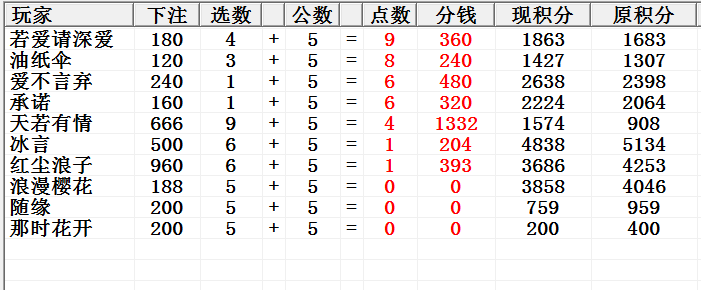 玩家 下注 选数 公数 点数 分钱 现积分 原积分
若爱请深爱 180 4 + 5 = 9 360 1863 1683
油纸伞 120 3 + 5 = 8 240 1427 1307
爱不言弃 240 1 + 5 = 6 480 2638 2398
承诺 160 1 + 5 = 6 320 2224 2064
天若有情 666 9 + 5 = 4 1332 1574 908
冰言 500 6 + 5 = 1 204 4838 5134
红尘浪子 960 6 + 5 = 1 393 3686 4253
浪漫樱花 188 5 + 5 = 0 0 3858 4046
随缘 200 5 + 5 = 0 0 759 959
那时花开 200 5 + 5 = 0 0 200 400